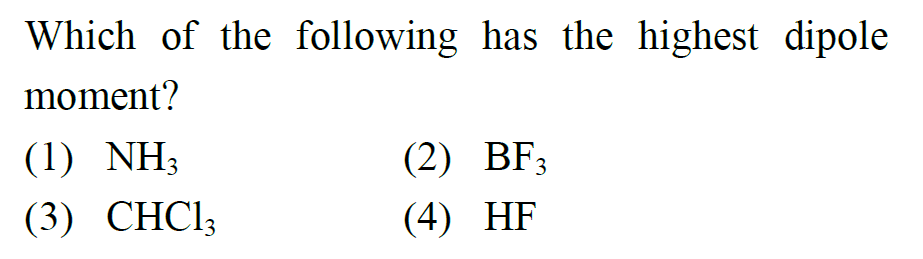 Which of the following has the highest dipole
moment?
(1) NH₃ (2) BF₃
(3) CHCl₃ (4) HF